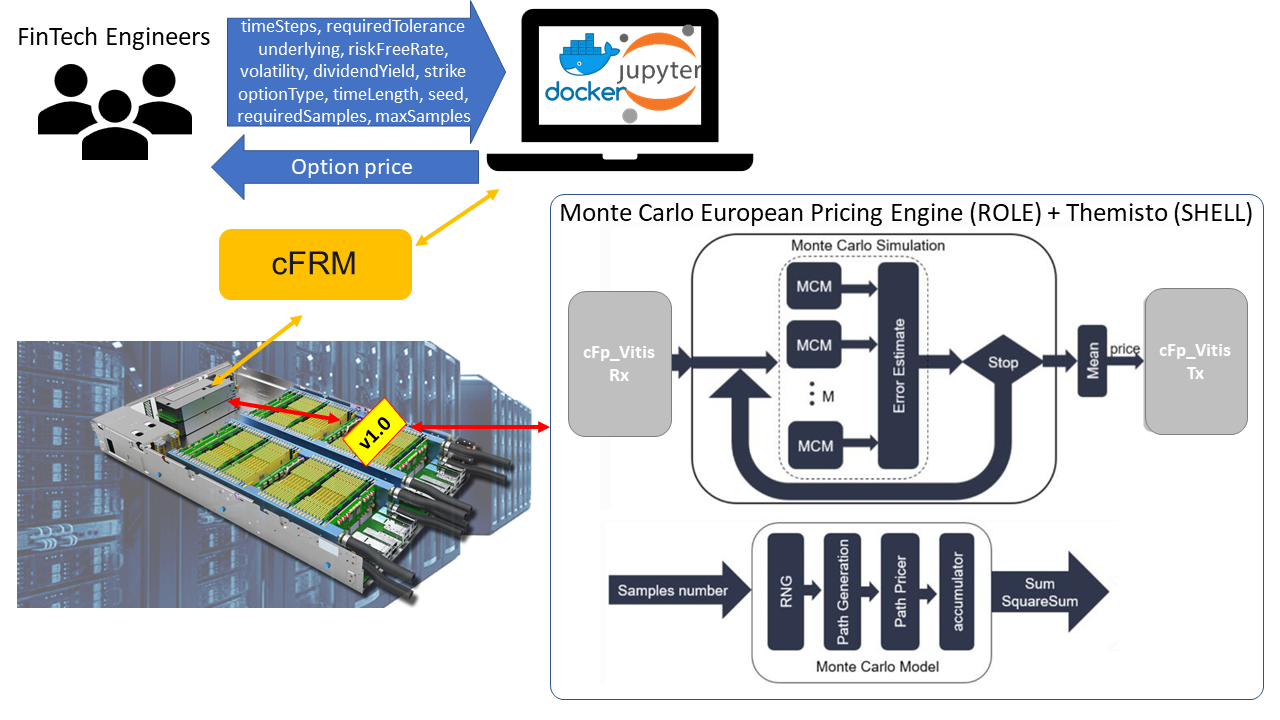 FinTech Engineers
timeSteps, requiredTolerance
underlying, riskFreeRate,
volatility, dividendYield, strike
optionType, timeLength, seed,
requiredSamples, maxSamples
Option price
docker
jupyter
cFRM
v1.0
Monte Carlo European Pricing Engine (ROLE) + Themisto (SHELL)
Monte Carlo Simulation
cFp_Vitis
Rx
MCM
MCM
M
MCM
Error Estimate
Stop
Mean
price
cFp_Vitis
Tx
Samples number
RNG
Path Generation
Path Pricer
accumulator
Sum
SquareSum
Monte Carlo Model